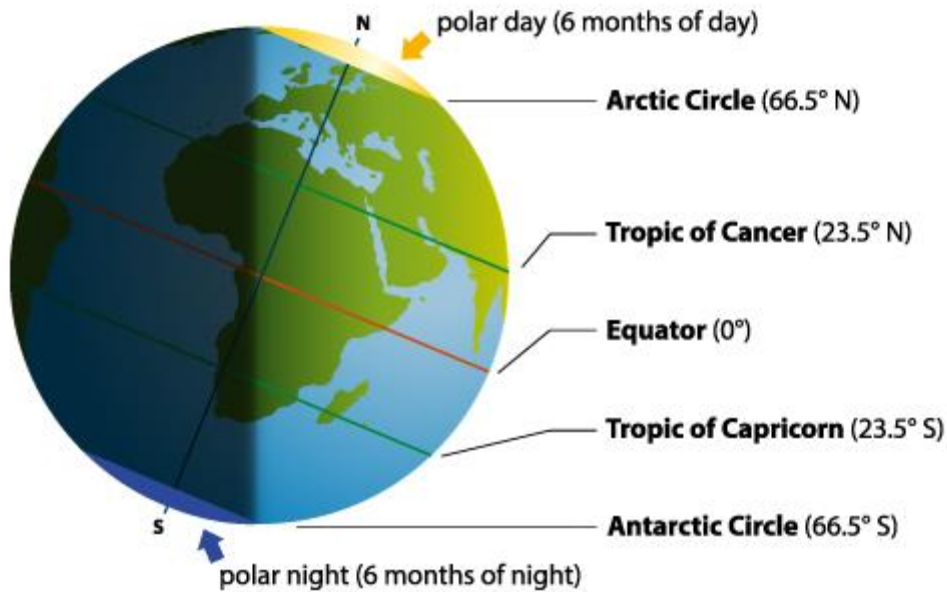 N
polar day (6 months of day)
Arctic Circle (66.5° N)
Tropic of Cancer (23.5° N)
Equator (0°)
Tropic of Capricorn (23.5° S)
S
Antarctic Circle (66.5° S)
polar night (6 months of night)